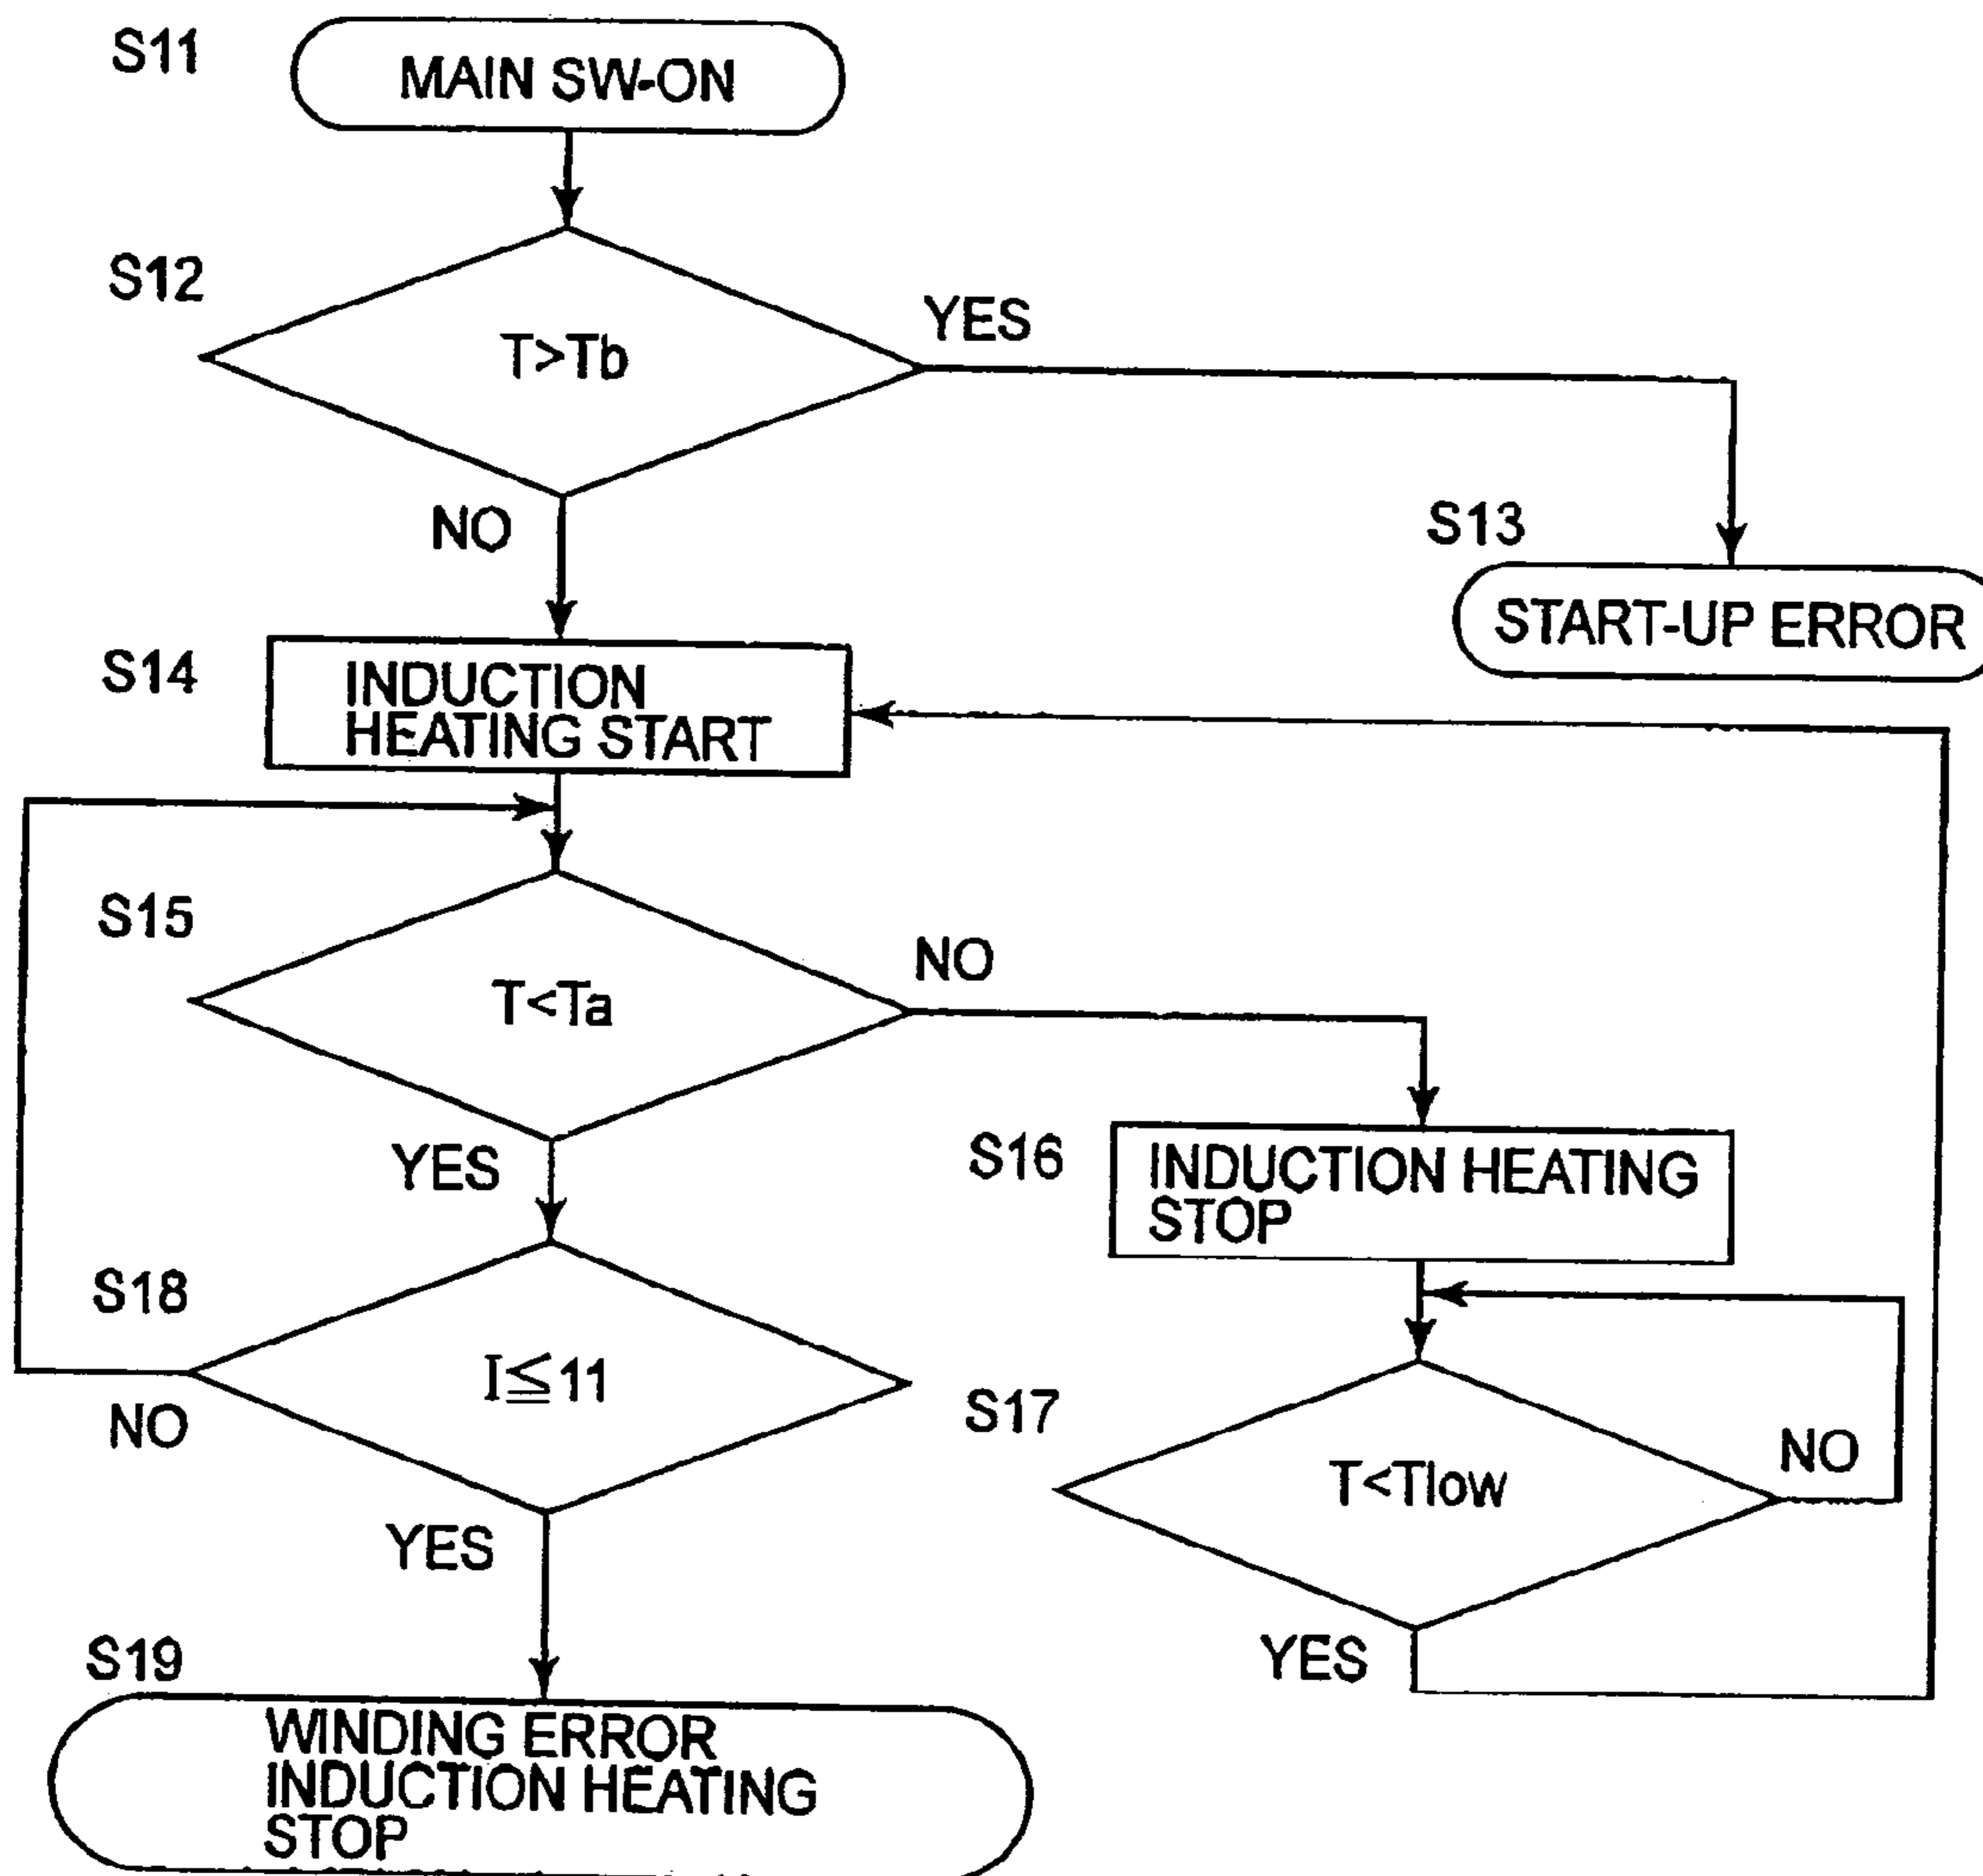 S11
MAIN SW-ON
S12
T>Tb
YES
NO
S13
START-UP ERROR
S14
INDUCTION
HEATING START
S15
T<Ta
NO
YES
S16
INDUCTION HEATING
STOP
S18
I≦11
NO
YES
S17
T<Tlow
NO
YES
S19
WINDING ERROR
INDUCTION HEATING
STOP